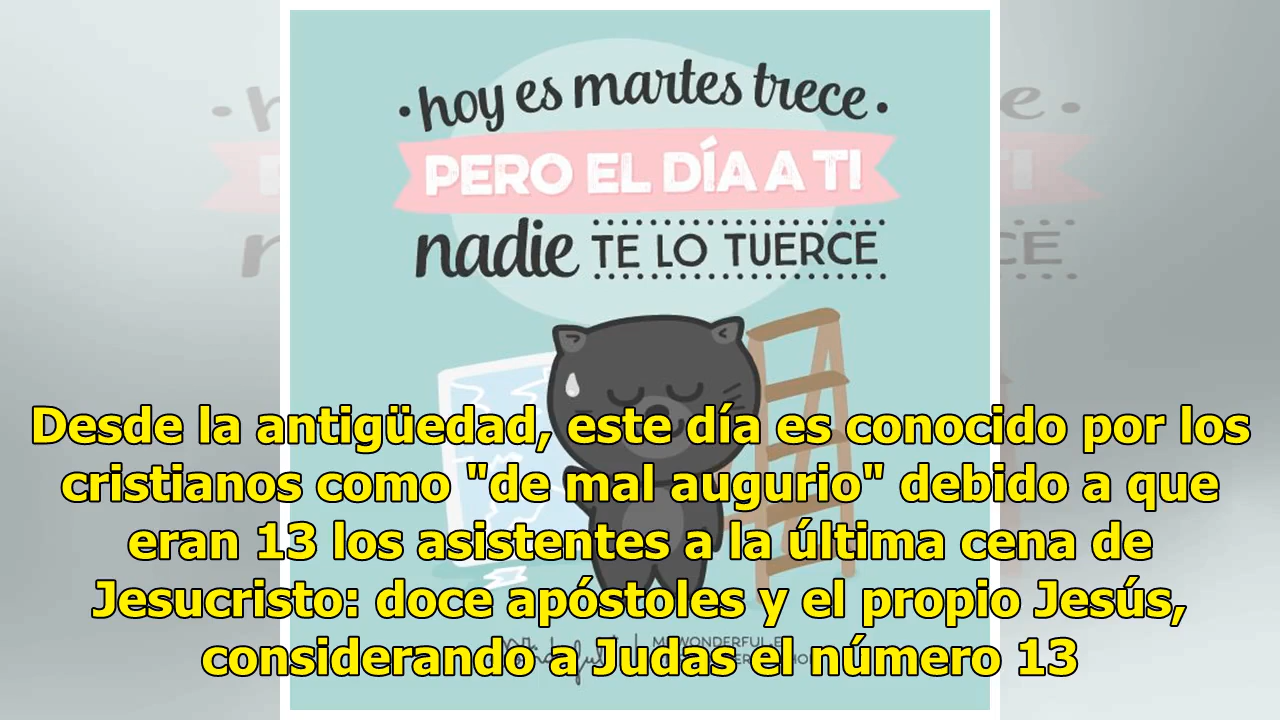 ·hoy es martes trece·
PERO EL DÍA A TI
nadie TE LO TUERCE
Desde la antigüedad, este día es conocido por los
cristianos como "de mal augurio" debido a que
eran 13 los asistentes a la última cena de
Jesucristo: doce apóstoles y el propio Jesús,
considerando a Judas el número 13